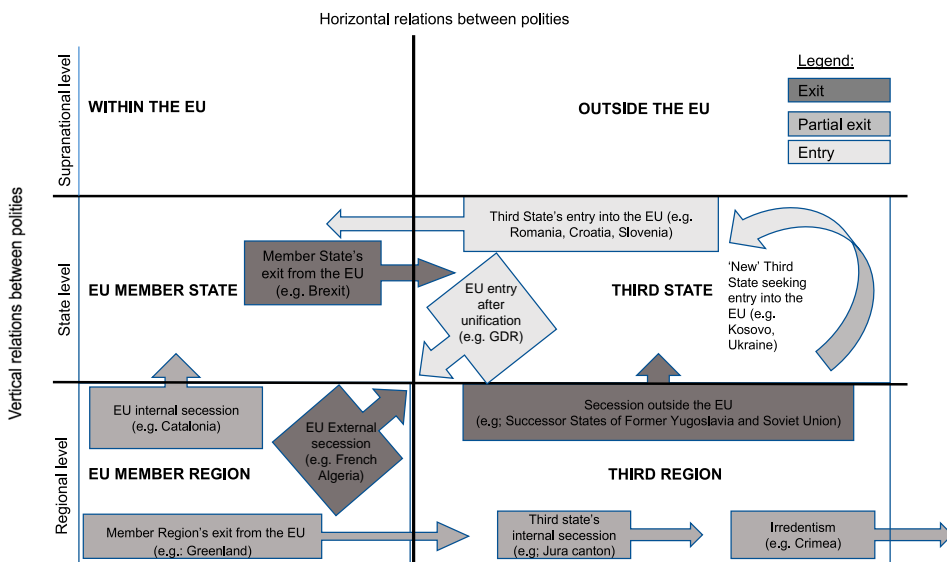 Horizontal relations between polities
Vertical relations between polities
Supranational level
WITHIN THE EU
OUTSIDE THE EU
Legend:
Exit
Partial exit
Entry
State level
Third State's entry into the EU (e.g.
Romania, Croatia, Slovenia)
Member State's
exit from the EU
(e.g. Brexit)
EU MEMBER STATE
EU entry
after
unification
(e.g. GDR)
THIRD STATE
'New' Third
State seeking
entry into the
EU (e.g.
Kosovo,
Ukraine)
Regional level
EU internal secession
(e.g. Catalonia)
EU External
secession
(e.g. French
Algeria)
Secession outside the EU
(e.g; Successor States of Former Yugoslavia and Soviet Union)
EU MEMBER REGION
THIRD REGION
Member Region's exit from the EU
(e.g.: Greenland)
Third state's
internal secession
(e.g; Jura canton)
Irredentism
(e.g. Crimea)